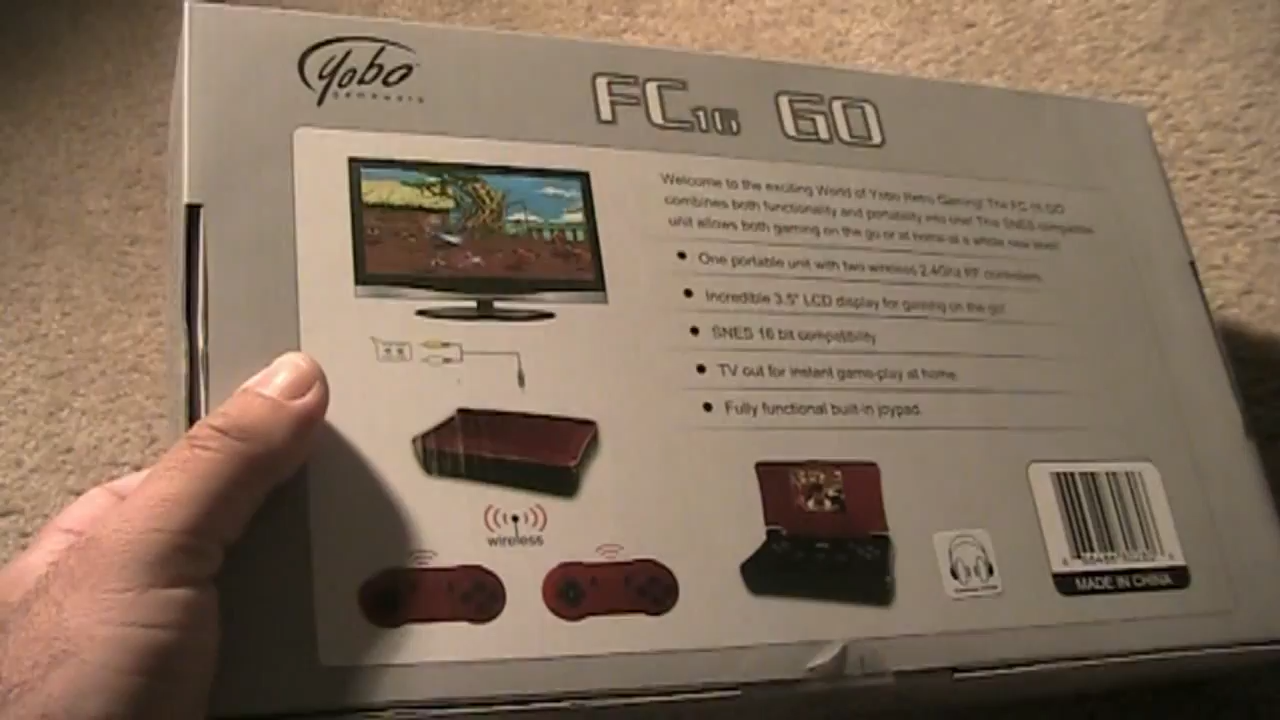 Yobo
gameware
FC16 GO
Welcome to the exciting World of Yobo Retro Gaming! The FC 16 GO
combines both functionality and portability into one! This SNES compatible
unit allows both gaming on the go or at home at a whole new level!
One portable unit with two wireless 2.4Ghz RF controllers.
Incredible 3.5" LCD display for gaming on the go!
SNES 16 bit compatibility
TV out for instant game-play at home.
Fully functional built-in joypad.
wireless
MADE IN CHINA